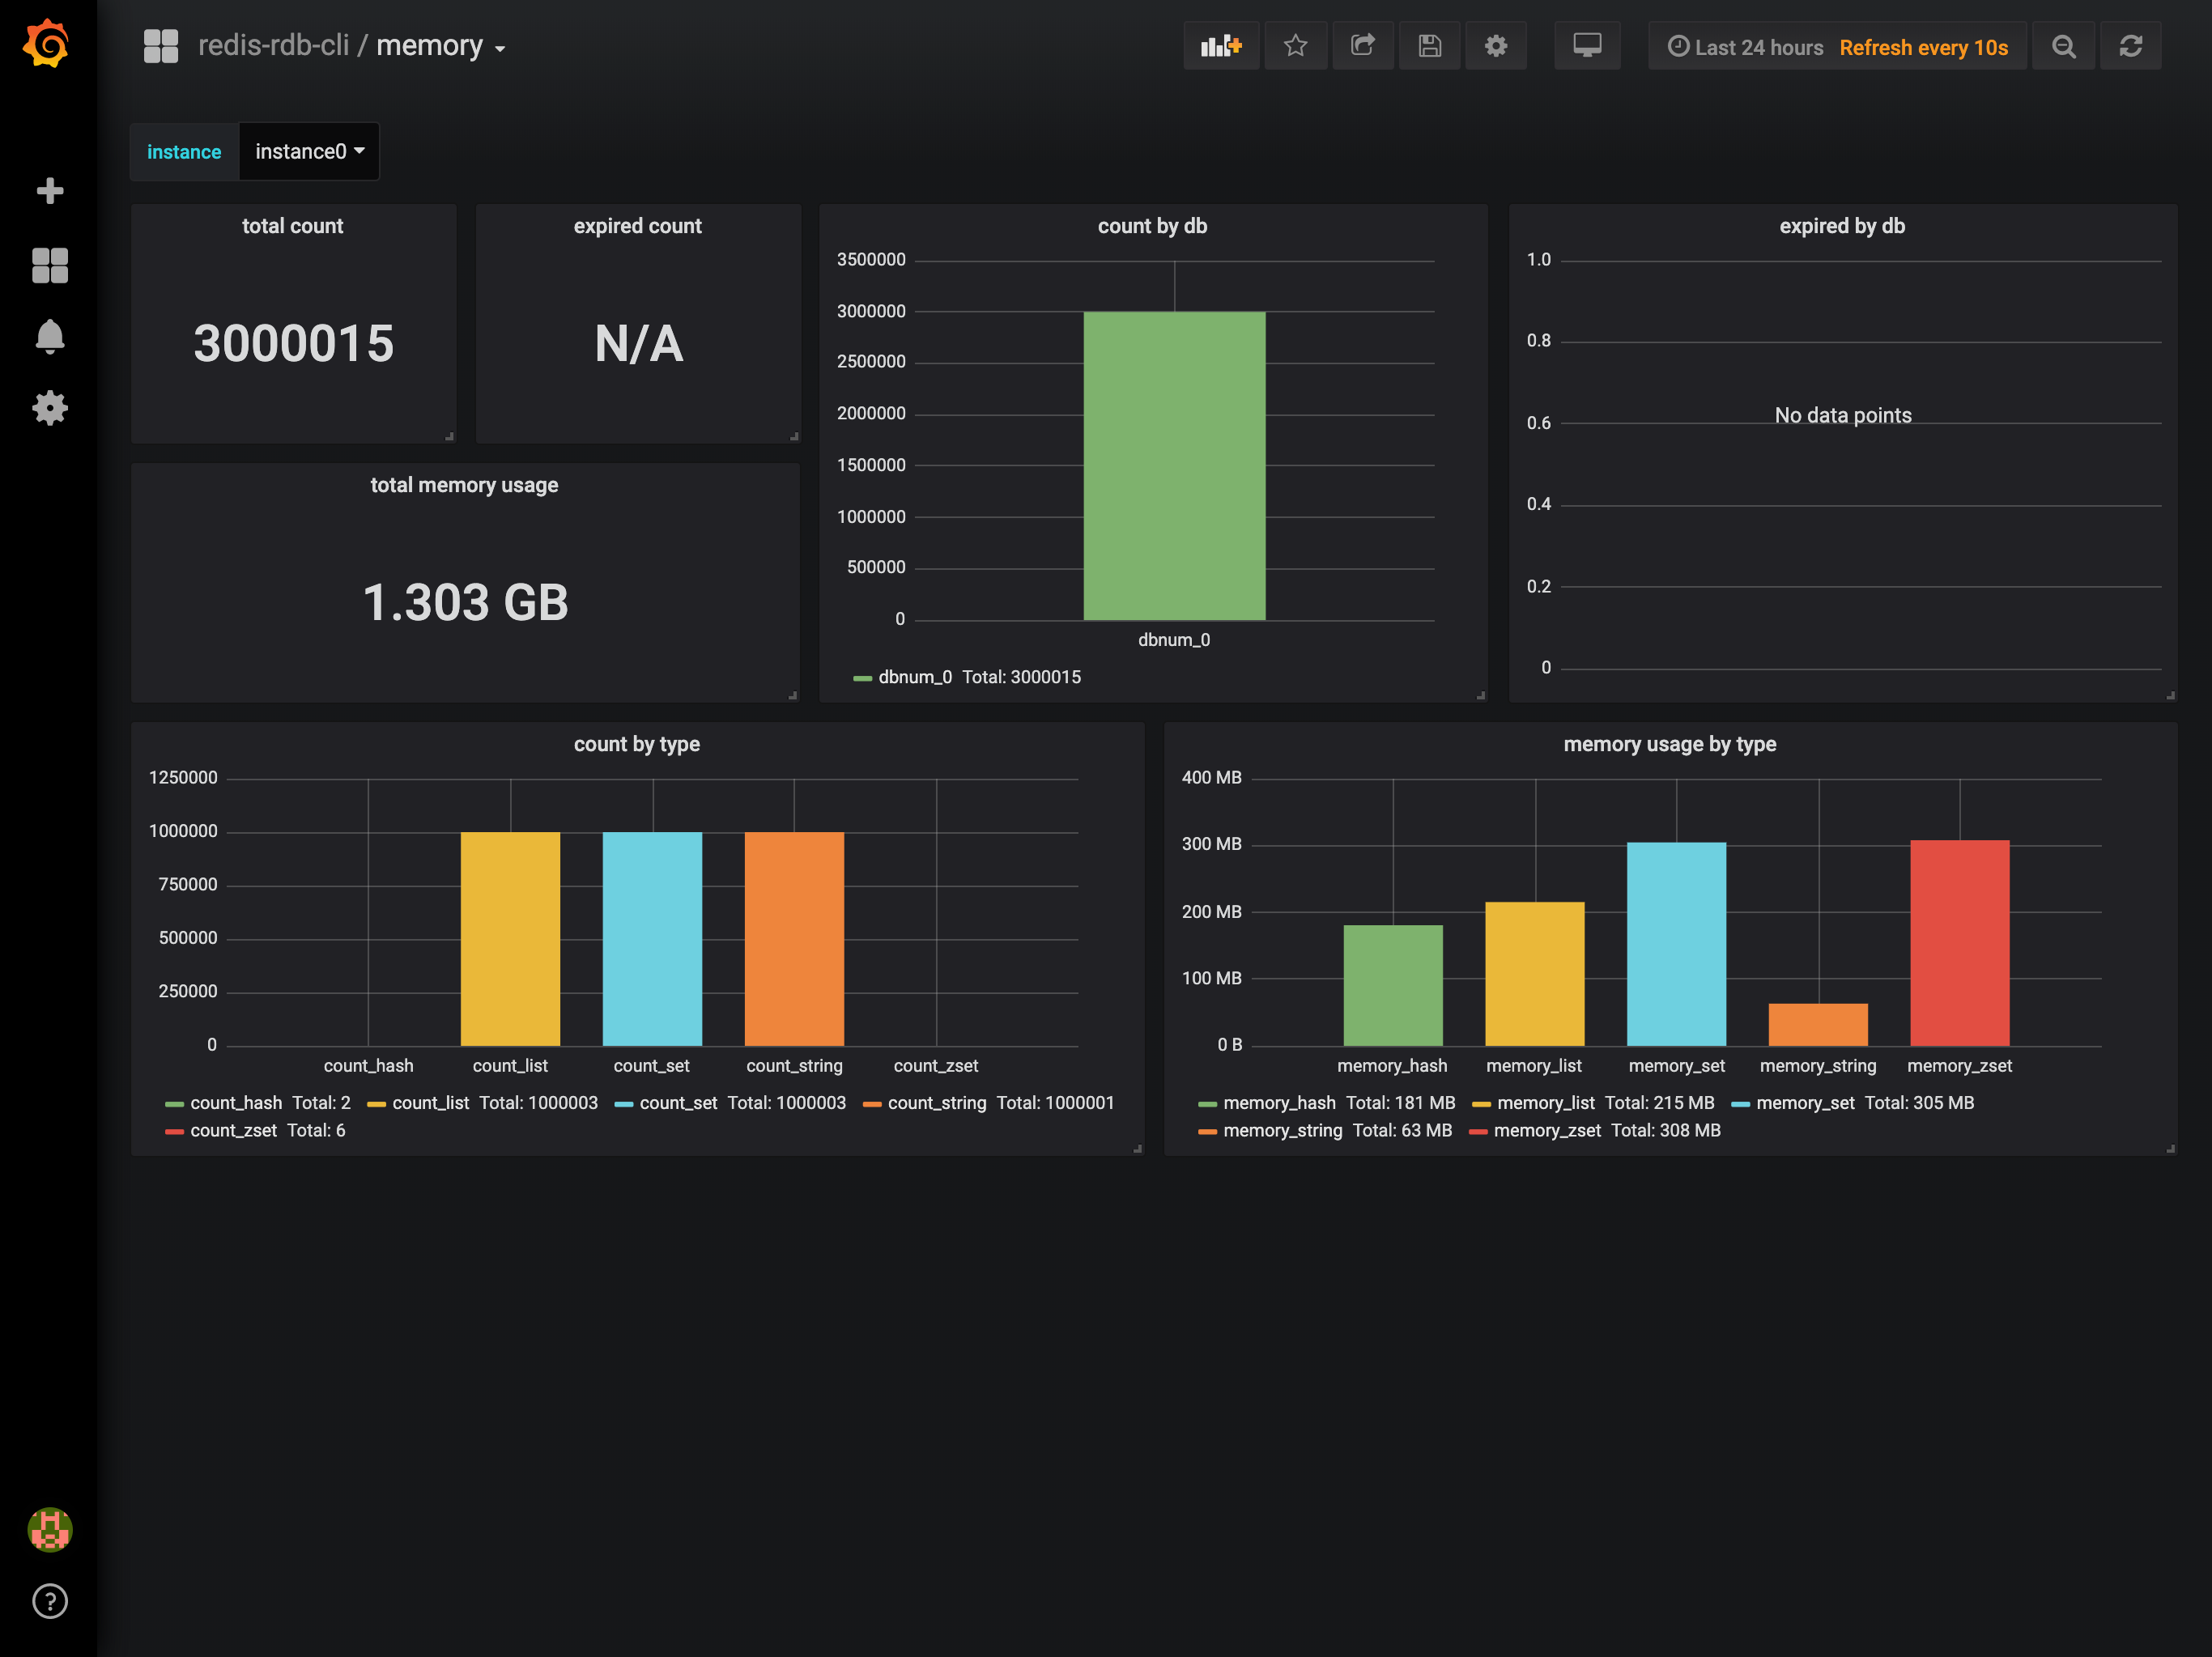 redis-rdb-cli / memory
Last 24 hours Refresh every 10s
instance instance0
total count
3000015
expired count
N/A
total memory usage
1.303 GB
count by db
3500000
3000000
2500000
2000000
1500000
1000000
500000
0
dbnum_0
dbnum_0 Total: 3000015
expired by db
1.0
0.8
No data points
0.6
0.4
0.2
0
count by type
1250000
1000000
750000
500000
250000
0
count_hash count_list count_set count_string count_zset
count_hash Total: 2 count_list Total: 1000003 count_set Total: 1000003 count_string Total: 1000001
count_zset Total: 6
memory usage by type
400 MB
300 MB
200 MB
100 MB
0 B
memory_hash memory_list memory_set memory_string memory_zset
memory_hash Total: 181 MB memory_list Total: 215 MB memory_set Total: 305 MB
memory_string Total: 63 MB memory_zset Total: 308 MB
?